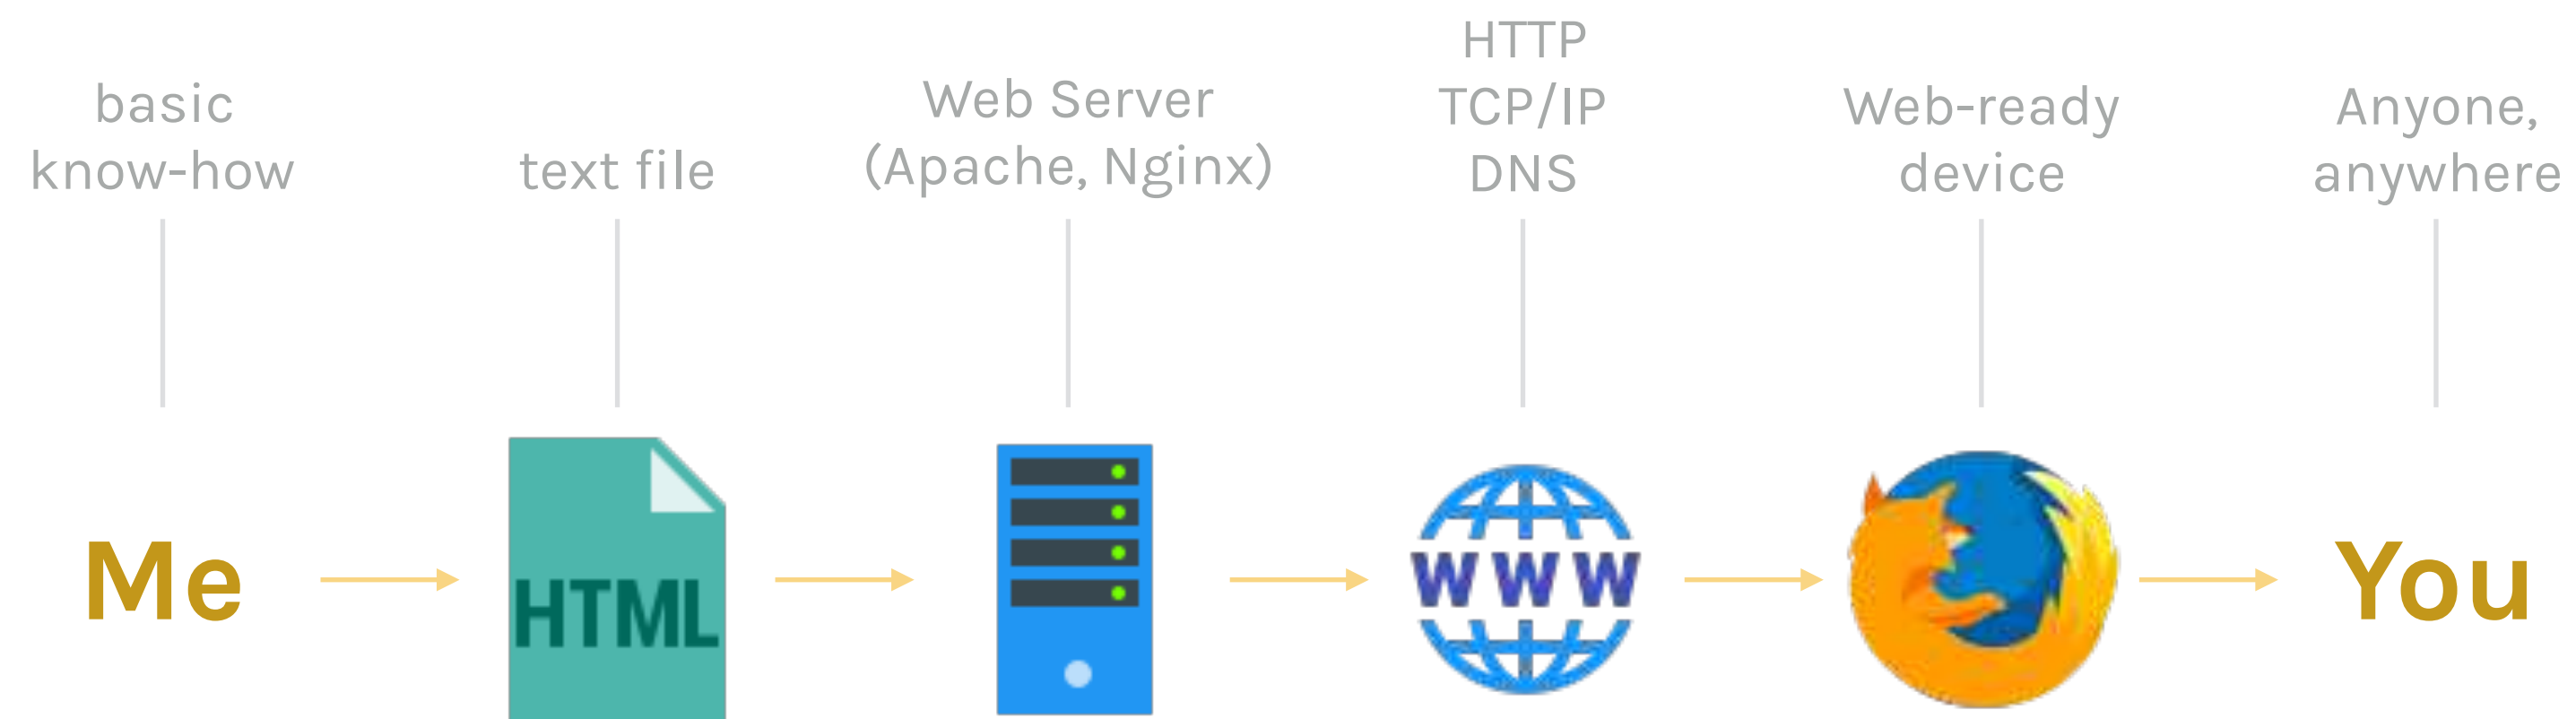 basic
know-how
text file
Web Server
(Apache, Nginx)
HTTP
TCP/IP
DNS
Web-ready
device
Anyone,
anywhere
Me
HTML
WWW
You